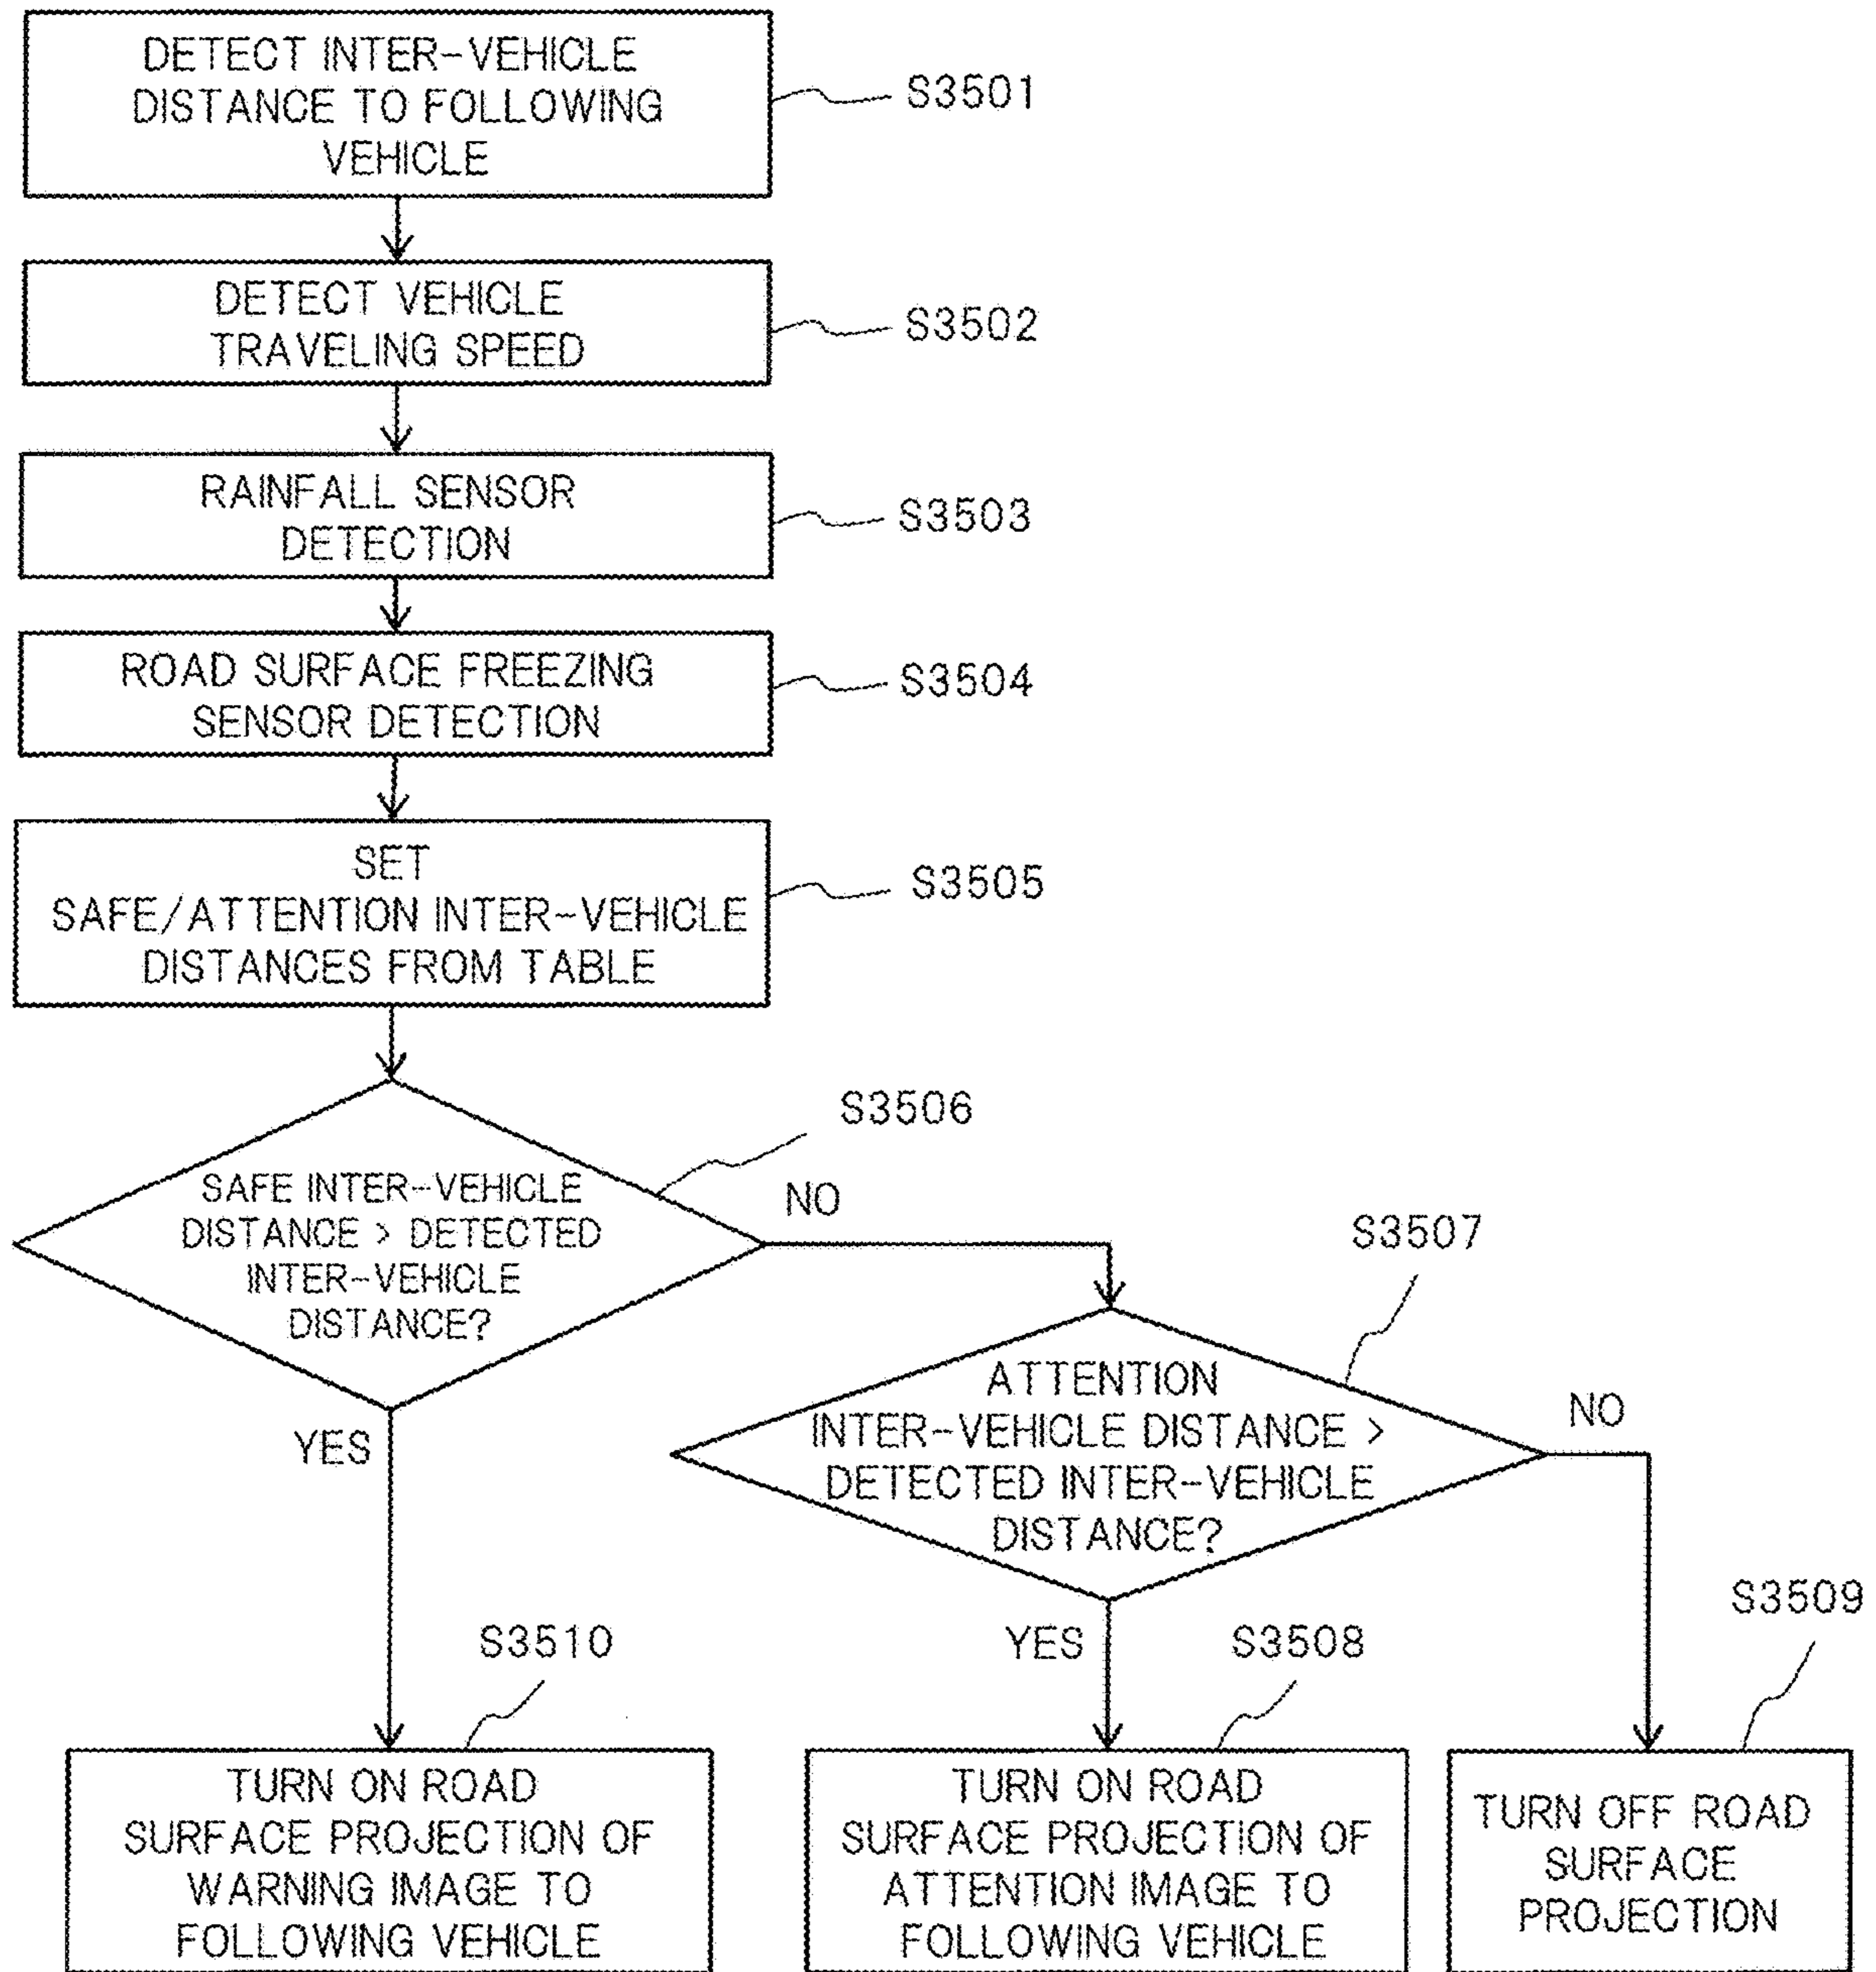 DETECT INTER-VEHICLE
DISTANCE TO FOLLOWING
VEHICLE
S3501
DETECT VEHICLE
TRAVELING SPEED
S3502
RAINFALL SENSOR
DETECTION
S3503
ROAD SURFACE FREEZING
SENSOR DETECTION
S3504
SET
SAFE/ATTENTION INTER-VEHICLE
DISTANCES FROM TABLE
S3505
SAFE INTER-VEHICLE
DISTANCE > DETECTED
INTER-VEHICLE
DISTANCE?
S3506
NO
YES
ATTENTION
INTER-VEHICLE DISTANCE >
DETECTED INTER-VEHICLE
DISTANCE?
S3507
NO
YES
S3510
TURN ON ROAD
SURFACE PROJECTION OF
WARNING IMAGE TO
FOLLOWING VEHICLE
S3508
TURN ON ROAD
SURFACE PROJECTION OF
ATTENTION IMAGE TO
FOLLOWING VEHICLE
S3509
TURN OFF ROAD
SURFACE
PROJECTION